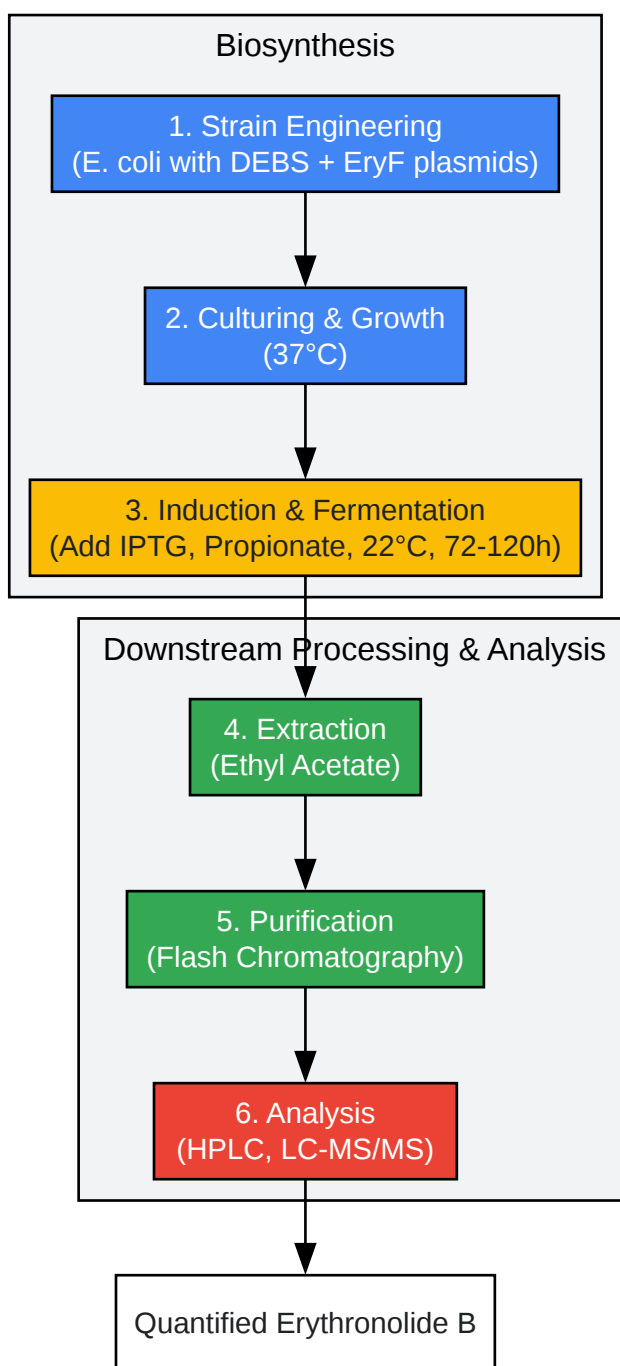 Biosynthesis
1. Strain Engineering
(E. coli with DEBS + EryF plasmids)
2. Culturing & Growth
(37°C)
3. Induction & Fermentation
(Add IPTG, Propionate, 22°C, 72-120h)
Downstream Processing & Analysis
4. Extraction
(Ethyl Acetate)
5. Purification
(Flash Chromatography)
6. Analysis
(HPLC, LC-MS/MS)
Quantified Erythronolide B